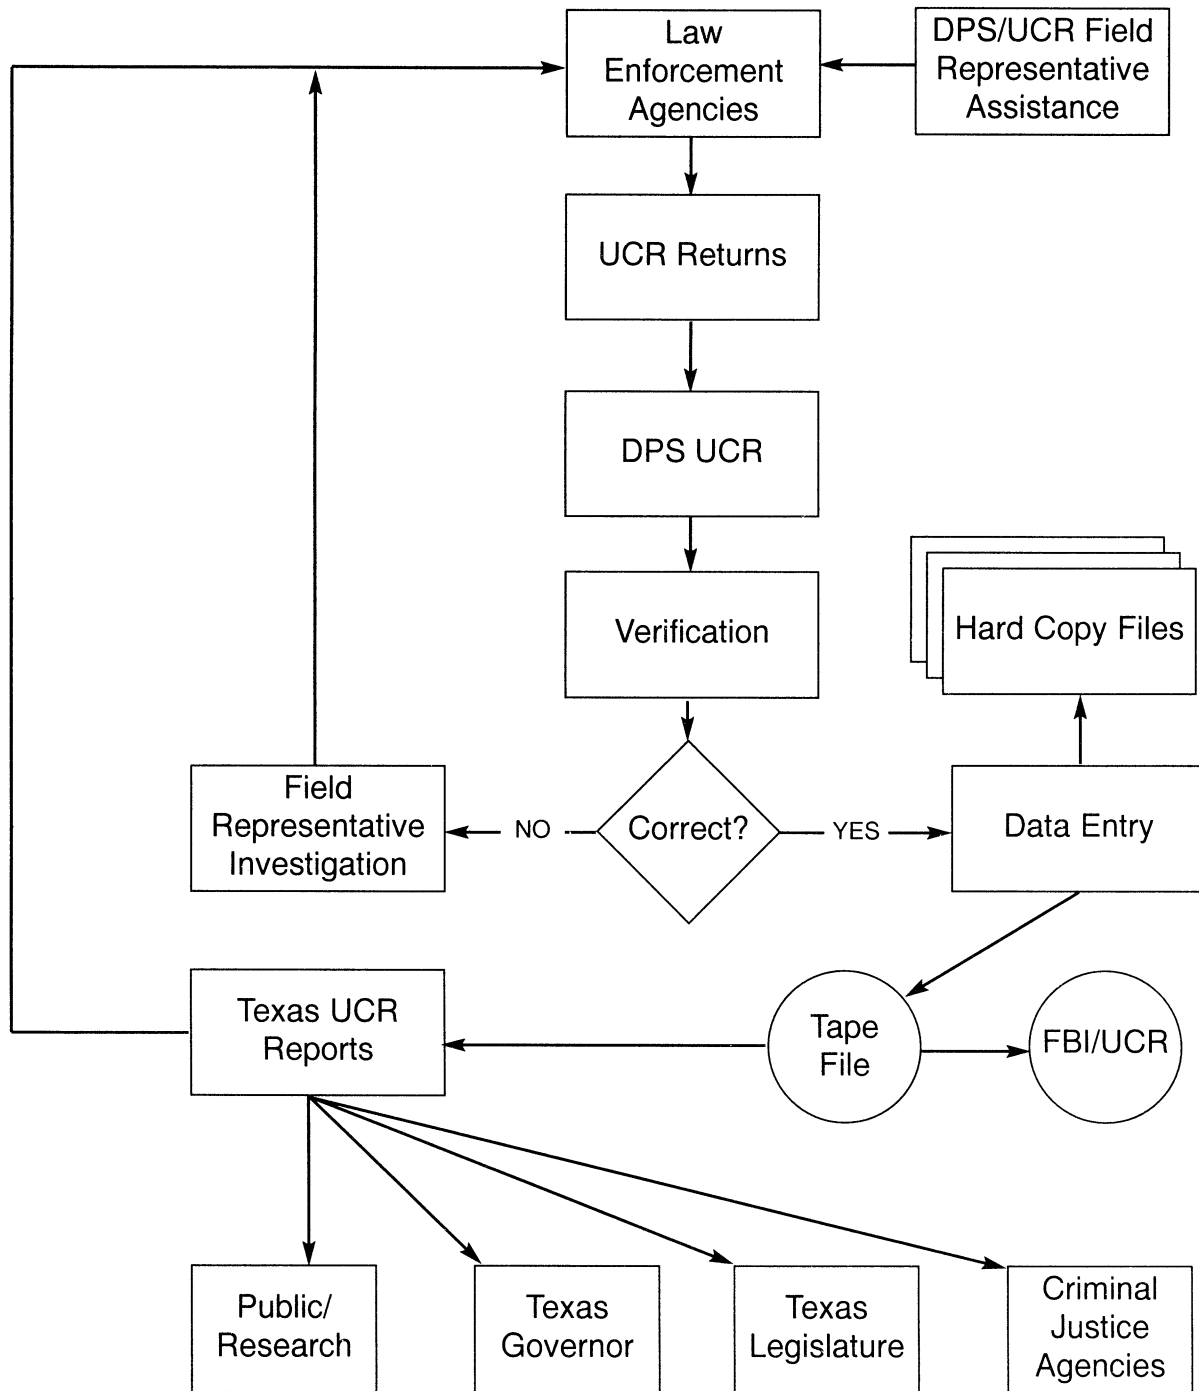 Law
Enforcement
Agencies
DPS/UCR Field
Representative
Assistance
UCR Returns
DPS UCR
Verification
Hard Copy Files
Field
Representative
Investigation
NO
Correct?
YES
Data Entry
Texas UCR
Reports
Tape
File
FBI/UCR
Public/
Research
Texas
Governor
Texas
Legislature
Criminal
Justice
Agencies